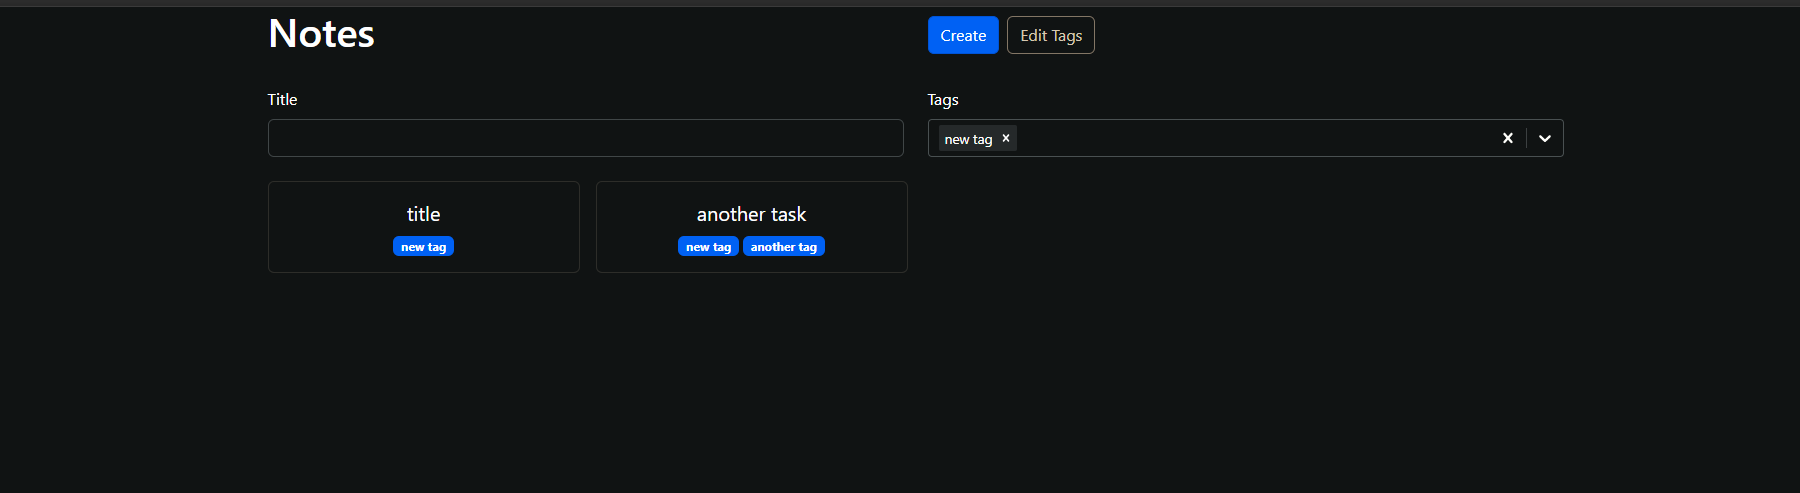 Notes
Create Edit Tags
Title
Tags
new tag
title
new tag
another task
new tag another tag